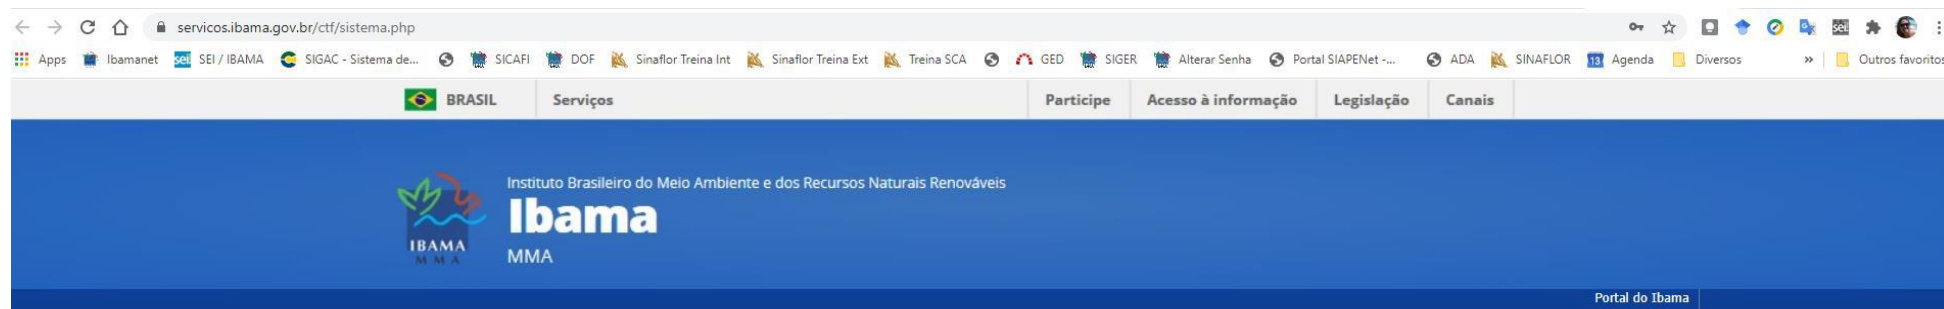 servicos.ibama.gov.br/ctf/sistema.php
Apps Ibamanet sei SEI / IBAMA SIGAC - Sistema de... SICAFI DOF Sinaflor Treina Int Sinaflor Treina Ext Treina SCA GED SIGER Alterar Senha Portal SIAPENet -... ADA SINAFLOR 13 Agenda Diversos » Outros favoritos
BRASIL Serviços Participe Acesso à informação Legislação Canais
Instituto Brasileiro do Meio Ambiente e dos Recursos Naturais Renováveis
Ibama
IBAMA
MMA
MMA
Portal do Ibama